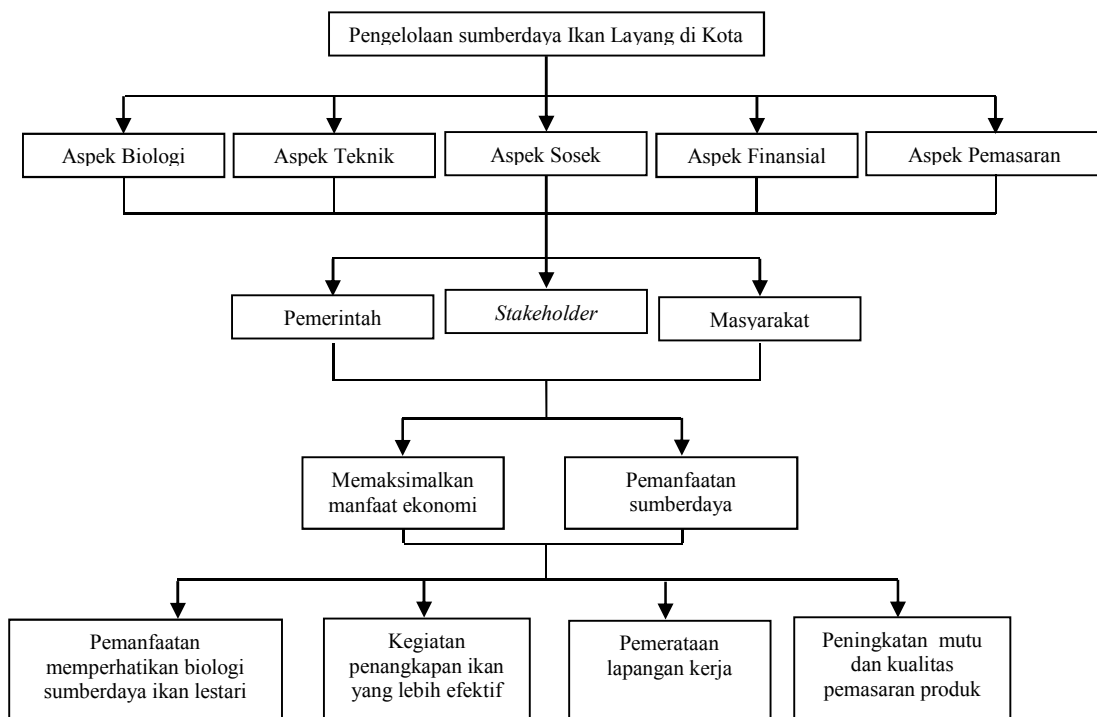 Pengelolaan sumberdaya Ikan Layang di Kota
Aspek Biologi
Aspek Teknik
Aspek Sosek
Aspek Finansial
Aspek Pemasaran
Pemerintah
Stakeholder
Masyarakat
Memaksimalkan
manfaat ekonomi
Pemanfaatan
sumberdaya
Pemanfaatan
memperhatikan biologi
sumberdaya ikan lestari
Kegiatan
penangkapan ikan
yang lebih efektif
Pemerataan
lapangan kerja
Peningkatan mutu
dan kualitas
pemasaran produk